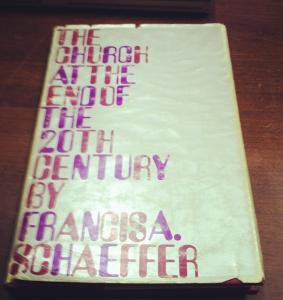 THE
CHURCH
AT THE
END OF
THE
20TH
CENTURY
BY
FRANCIS A.
SCHAEFFER